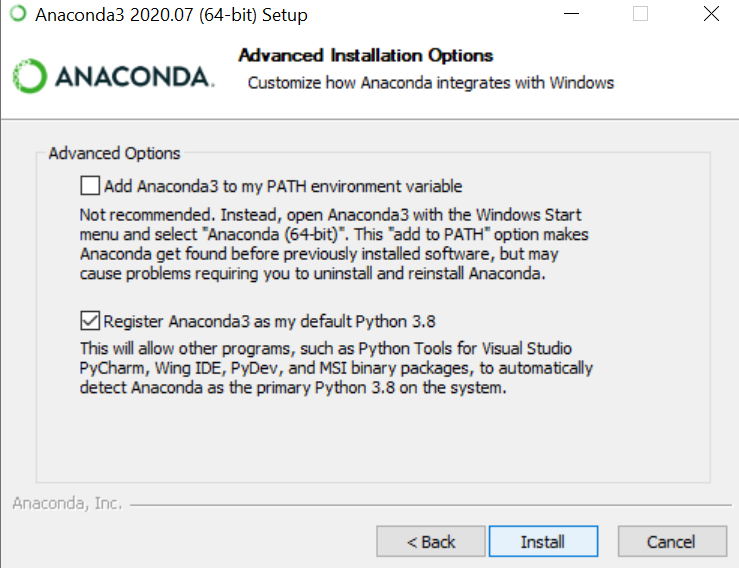 Anaconda3 2020.07 (64-bit) Setup
Advanced Installation Options
Customize how Anaconda integrates with Windows
ANACONDA.
Advanced Options
Add Anaconda3 to my PATH environment variable
Not recommended. Instead, open Anaconda3 with the Windows Start
menu and select "Anaconda (64-bit)". This "add to PATH" option makes
Anaconda get found before previously installed software, but may
cause problems requiring you to uninstall and reinstall Anaconda.
Register Anaconda3 as my default Python 3.8
This will allow other programs, such as Python Tools for Visual Studio
PyCharm, Wing IDE, PyDev, and MSI binary packages, to automatically
detect Anaconda as the primary Python 3.8 on the system.
Anaconda, Inc.
< Back
Install
Cancel